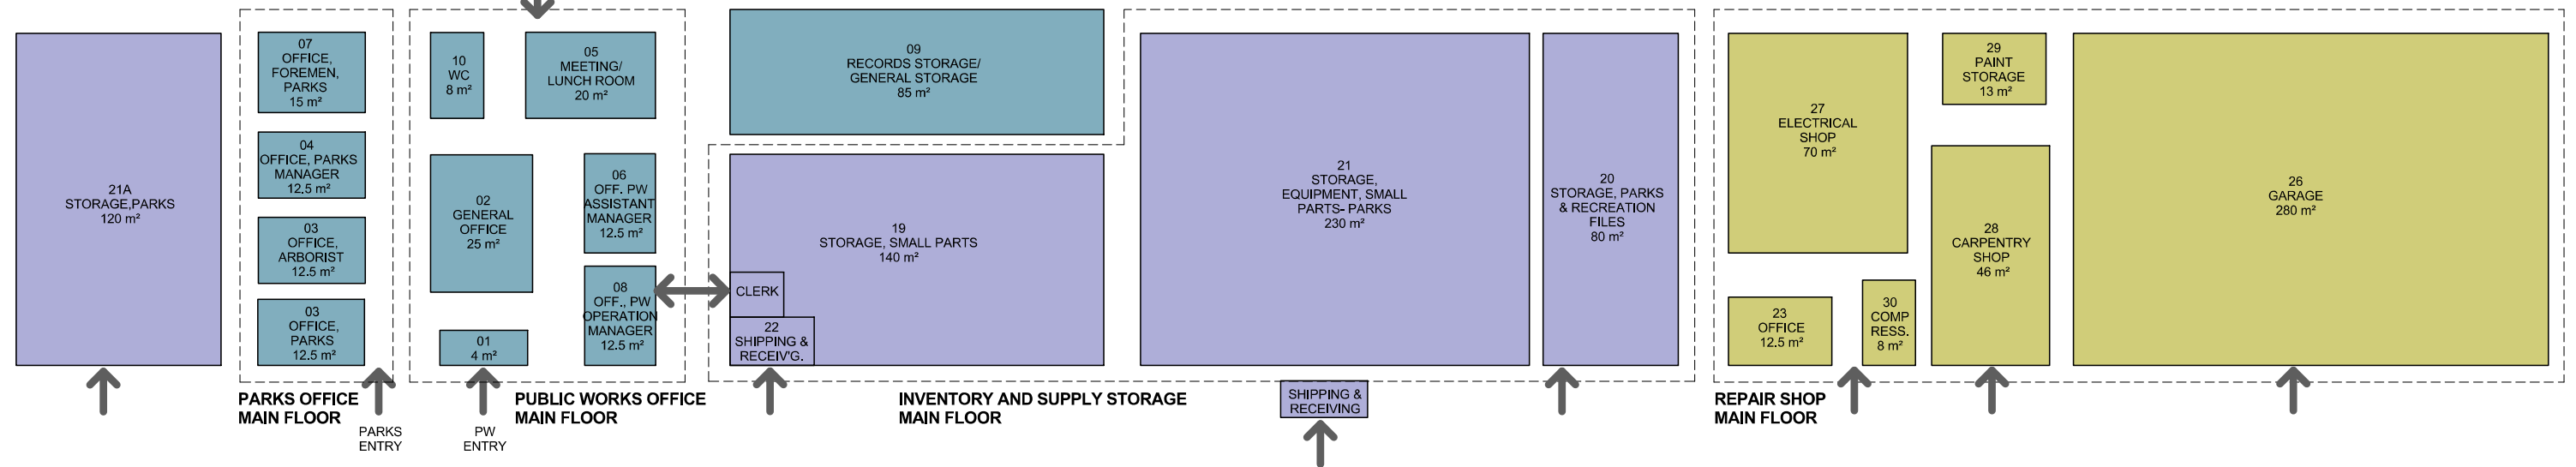 21A
STORAGE,PARKS
120 m²
07
OFFICE,
FOREMEN,
PARKS
15 m²
04
OFFICE, PARKS
MANAGER
12.5 m²
03
OFFICE,
ARBORIST
12.5 m²
03
OFFICE,
PARKS
12.5 m²
PARKS OFFICE
MAIN FLOOR
PARKS
ENTRY
10
WC
8 m²
05
MEETING/
LUNCH ROOM
20 m²
02
GENERAL
OFFICE
25 m²
06
OFF. PW
ASSISTANT
MANAGER
12.5 m²
01
4 m²
08
OFF., PW
OPERATION
MANAGER
12.5 m²
PW
ENTRY
PUBLIC WORKS OFFICE
MAIN FLOOR
09
RECORDS STORAGE/
GENERAL STORAGE
85 m²
19
STORAGE, SMALL PARTS
140 m²
CLERK
22
SHIPPING &
RECEIV'G.
21
STORAGE,
EQUIPMENT, SMALL
PARTS- PARKS
230 m²
20
STORAGE, PARKS
& RECREATION
FILES
80 m²
INVENTORY AND SUPPLY STORAGE
MAIN FLOOR
SHIPPING &
RECEIVING
27
ELECTRICAL
SHOP
70 m²
29
PAINT
STORAGE
13 m²
23
OFFICE
12.5 m²
30
COMP
RESS.
8 m²
28
CARPENTRY
SHOP
46 m²
26
GARAGE
280 m²
REPAIR SHOP
MAIN FLOOR